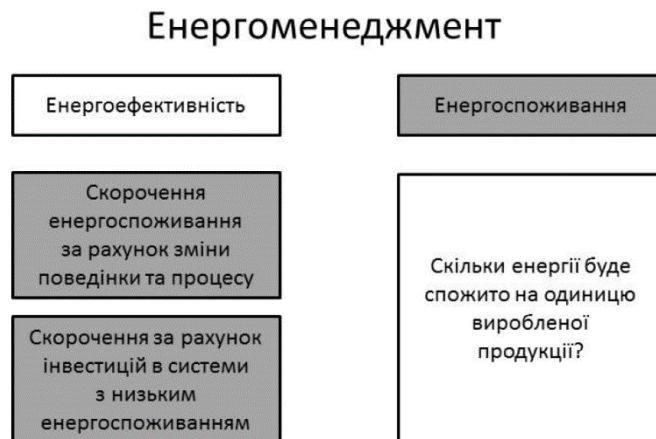 Енергоменеджмент
Енергоефективність
Скорочення
енергоспоживання
за рахунок зміни
поведінки та процесу
Скорочення за рахунок
інвестицій в системи
з низьким
енергоспоживанням
Енергоспоживання
Скільки енергії буде
спожито на одиницю
виробленої
продукції?